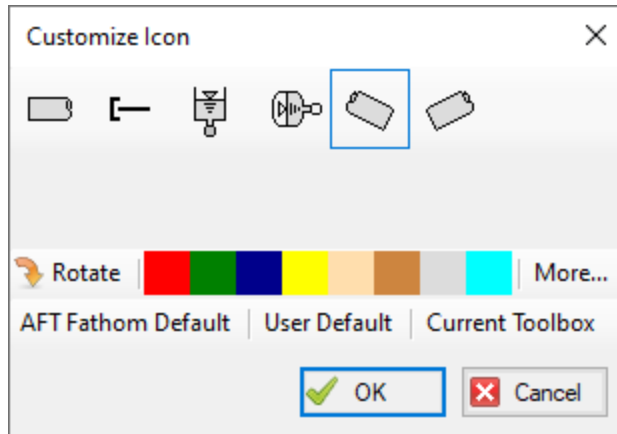 Customize Icon
Rotate More...
AFT Fathom Default User Default Current Toolbox
OK Cancel